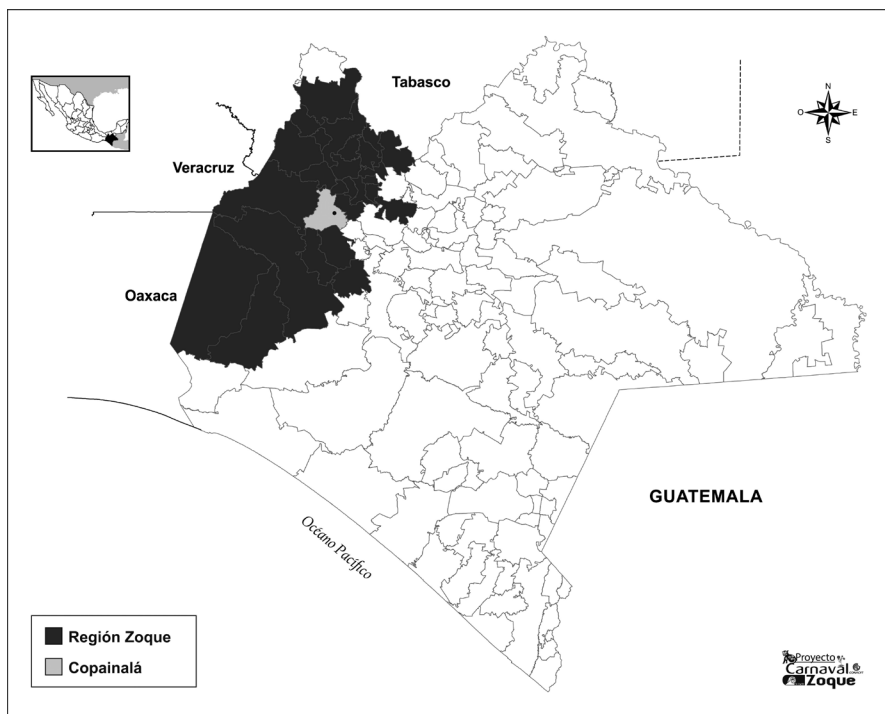 Tabasco
N
O
E
S
Veracruz
Oaxaca
GUATEMALA
Océano Pacífico
Región Zoque
Copainalá
Proyecto
Carnaval
Zoque